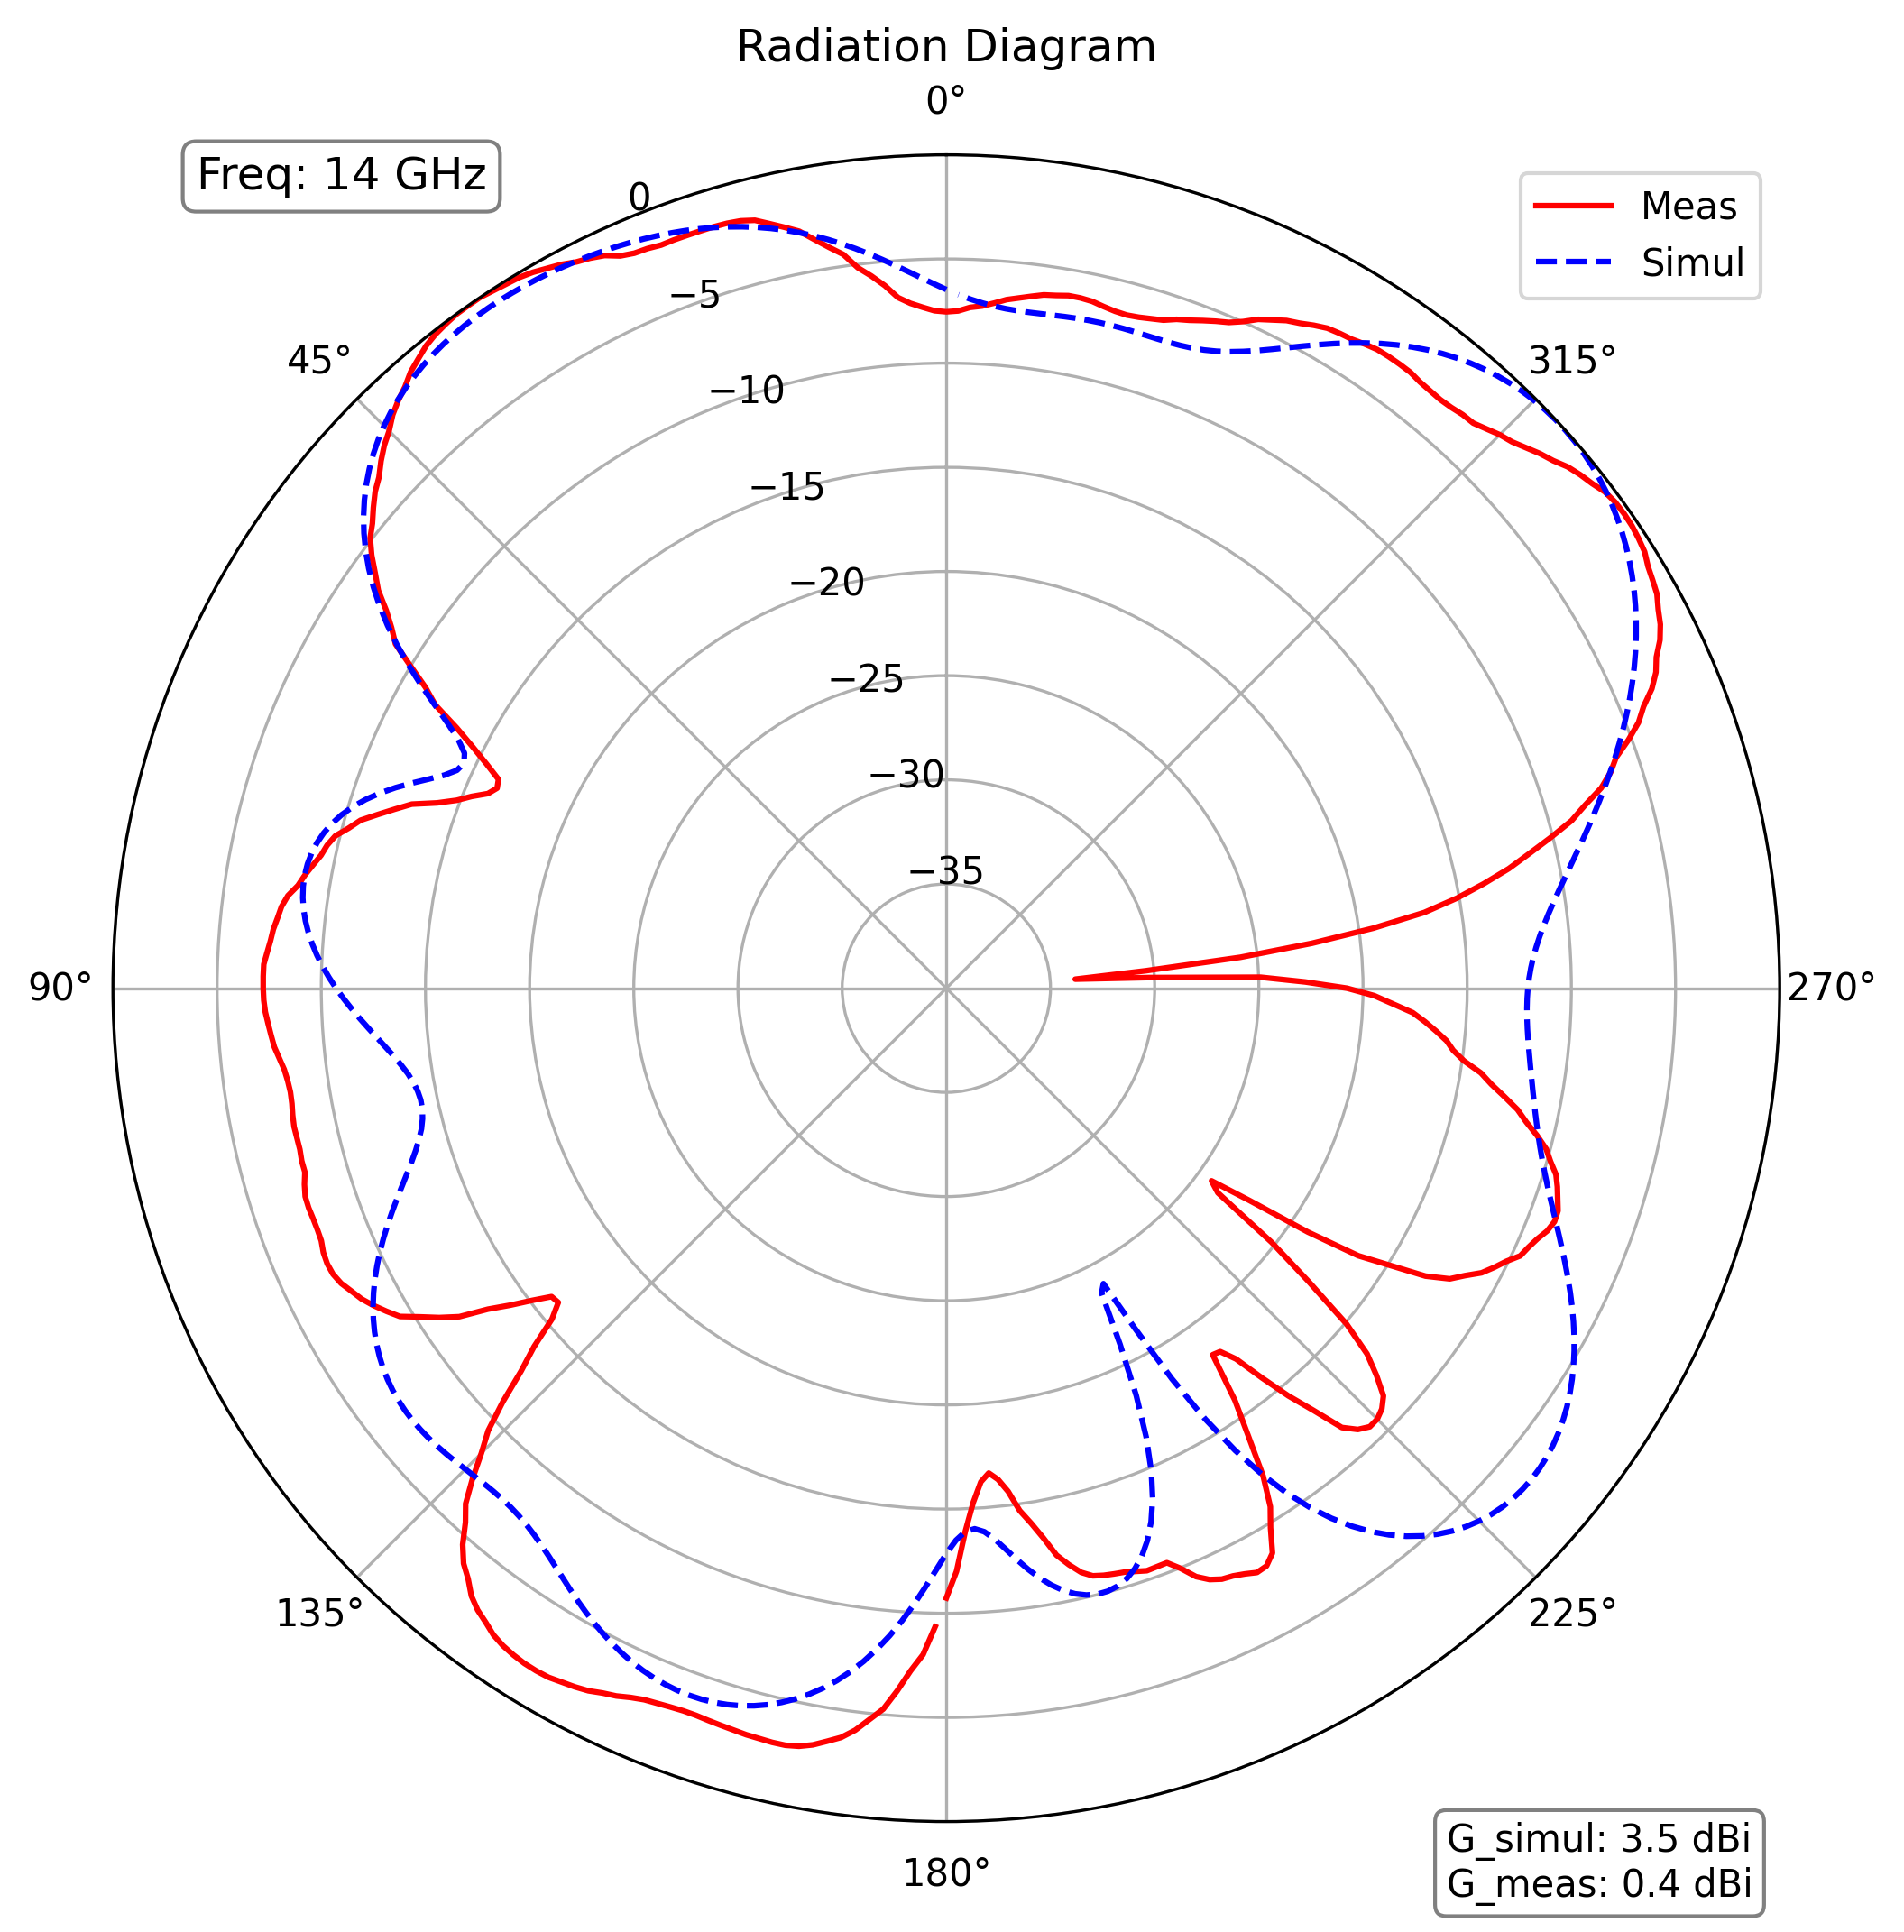 Radiation Diagram
0°
Freq: 14 GHz
0
Meas
Simul
−5
45°
315°
−10
−15
−20
−25
−30
−35
90°
270°
135°
225°
180°
G_simul: 3.5 dBi
G_meas: 0.4 dBi